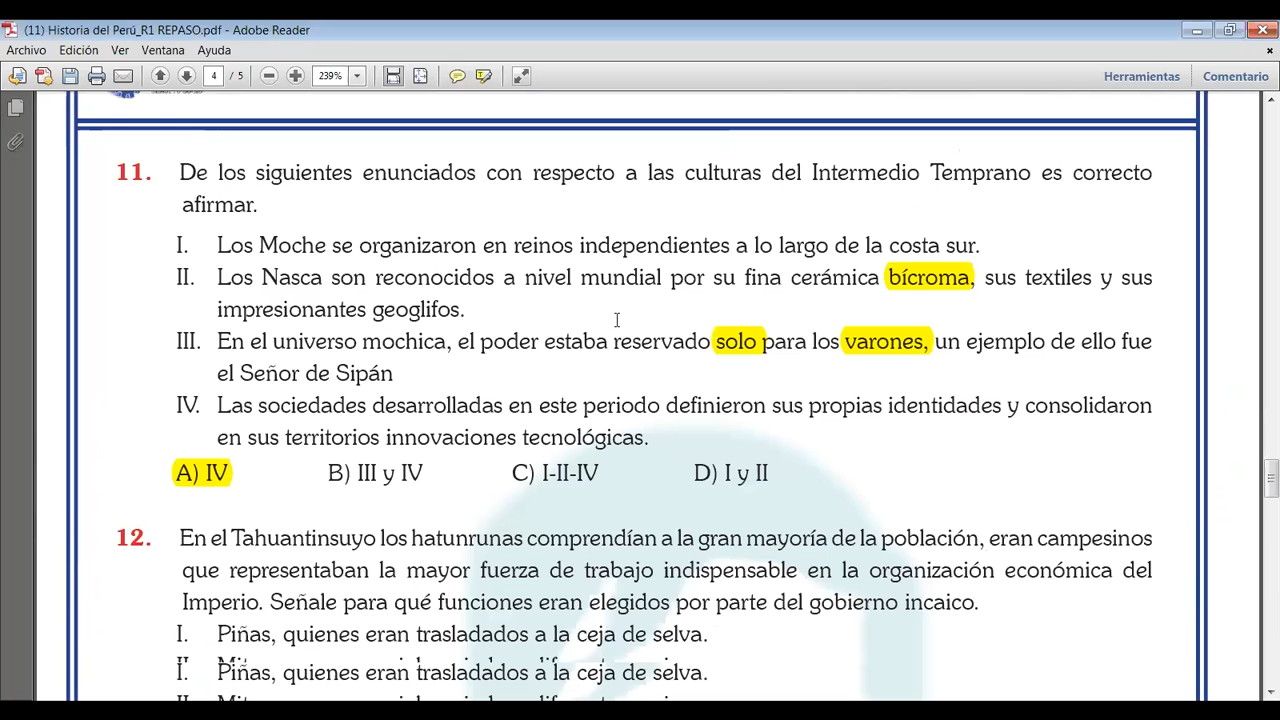 (11) Historia del Perú_R1 REPASO.pdf - Adobe Reader
Archivo Edición Ver Ventana Ayuda
4 / 5 239% Herramientas Comentario
11. De los siguientes enunciados con respecto a las culturas del Intermedio Temprano es correcto
afirmar.
I. Los Moche se organizaron en reinos independientes a lo largo de la costa sur.
II. Los Nasca son reconocidos a nivel mundial por su fina cerámica bícroma, sus textiles y sus
impresionantes geoglifos.
III. En el universo mochica, el poder estaba reservado solo para los varones, un ejemplo de ello fue
el Señor de Sipán
IV. Las sociedades desarrolladas en este periodo definieron sus propias identidades y consolidaron
en sus territorios innovaciones tecnológicas.
A) IV B) III y IV C) I-II-IV D) I y II
12. En el Tahuantinsuyo los hatunrunas comprendían a la gran mayoría de la población, eran campesinos
que representaban la mayor fuerza de trabajo indispensable en la organización económica del
Imperio. Señale para qué funciones eran elegidos por parte del gobierno incaico.
I. Piñas, quienes eran trasladados a la ceja de selva.
I. Piñas, quienes eran trasladados a la ceja de selva.